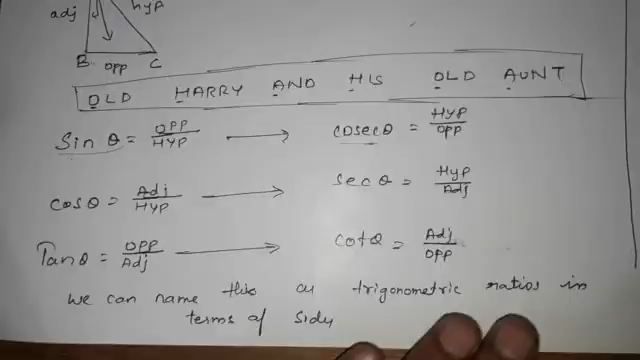 adj hyp
B opp C
OLD HARRY AND HIS OLD AUNT
Sin θ = OPP/HYP → cosecθ = HYP/OPP
cosθ = Adj/HYP → secθ = HYP/Adj
Tanθ = OPP/Adj → cotθ = Adj/OPP
we can name this as trigonometric ratios in
terms of sides